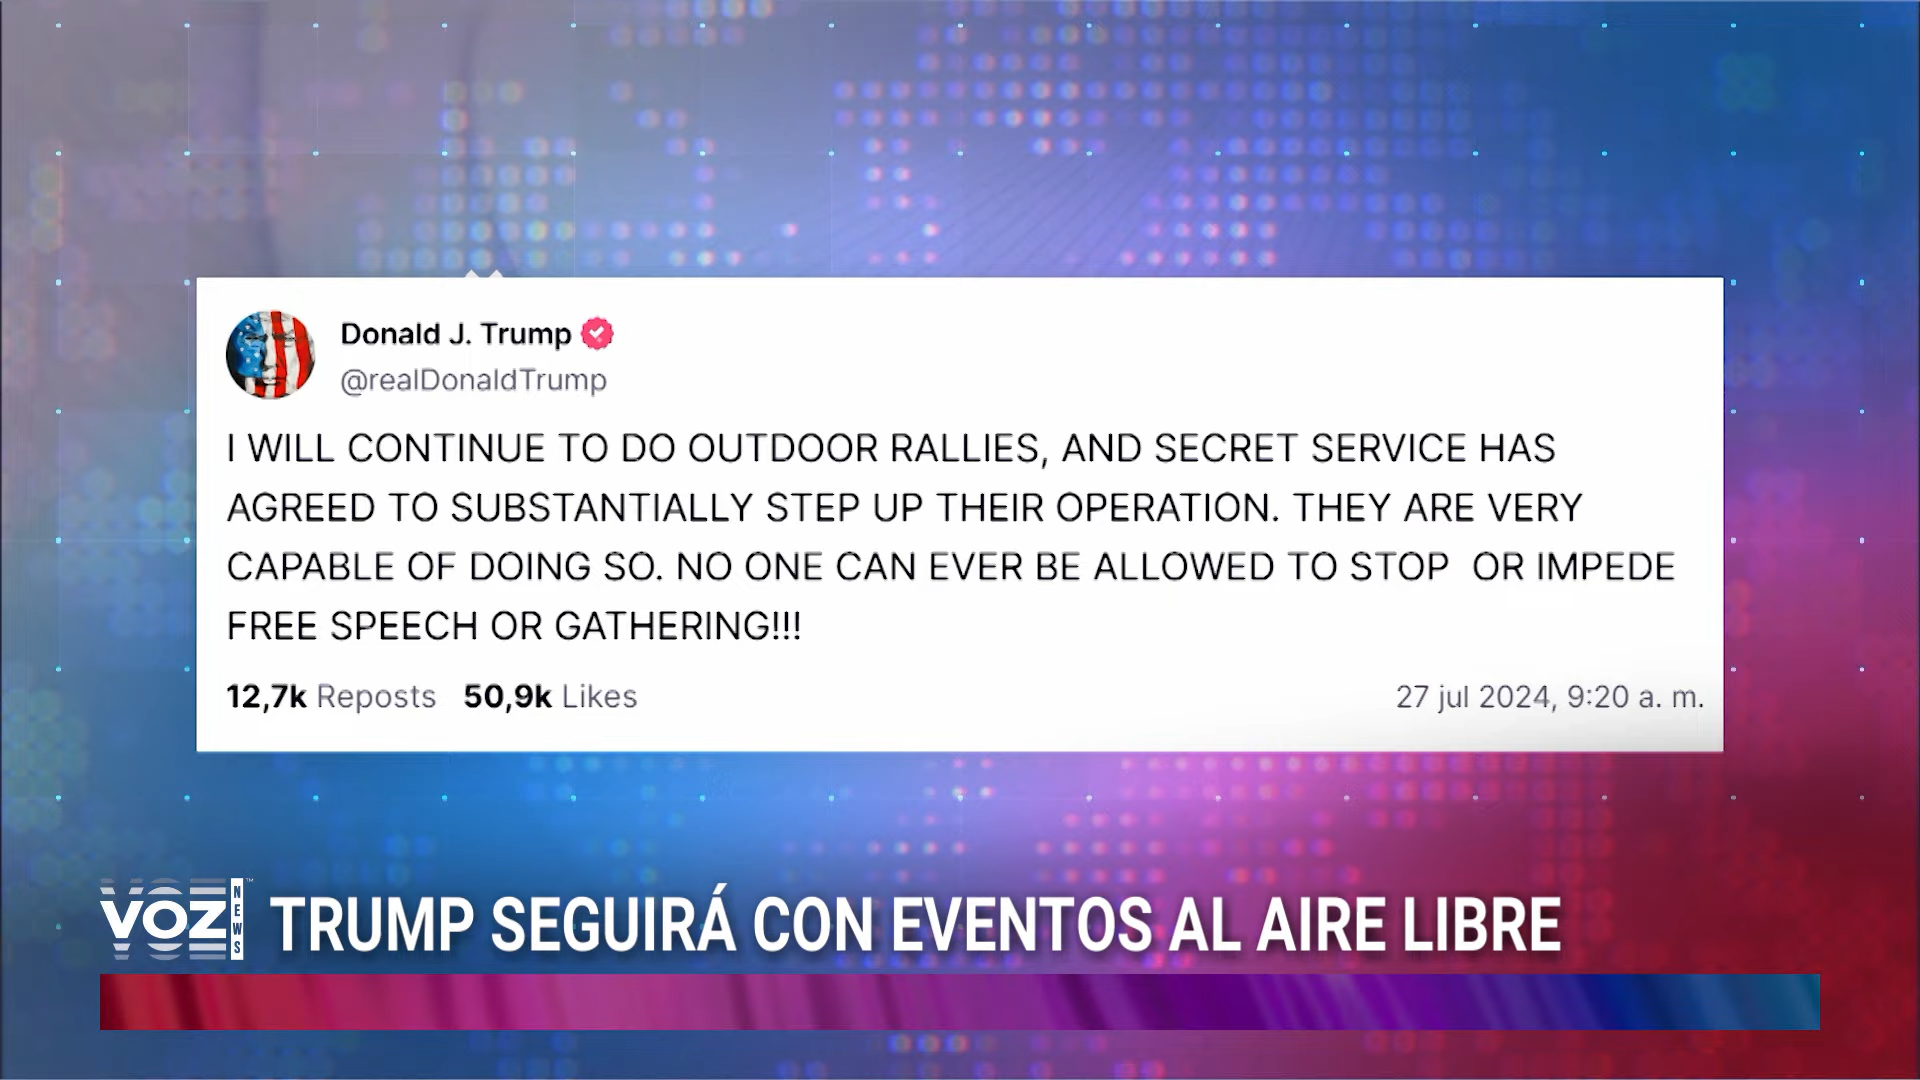 Donald J. Trump
@realDonaldTrump
I WILL CONTINUE TO DO OUTDOOR RALLIES, AND SECRET SERVICE HAS
AGREED TO SUBSTANTIALLY STEP UP THEIR OPERATION. THEY ARE VERY
CAPABLE OF DOING SO. NO ONE CAN EVER BE ALLOWED TO STOP  OR IMPEDE
FREE SPEECH OR GATHERING!!!
12,7k Reposts 50,9k Likes
27 jul 2024, 9:20 a. m.
VOZ NEWS™
TRUMP SEGUIRÁ CON EVENTOS AL AIRE LIBRE